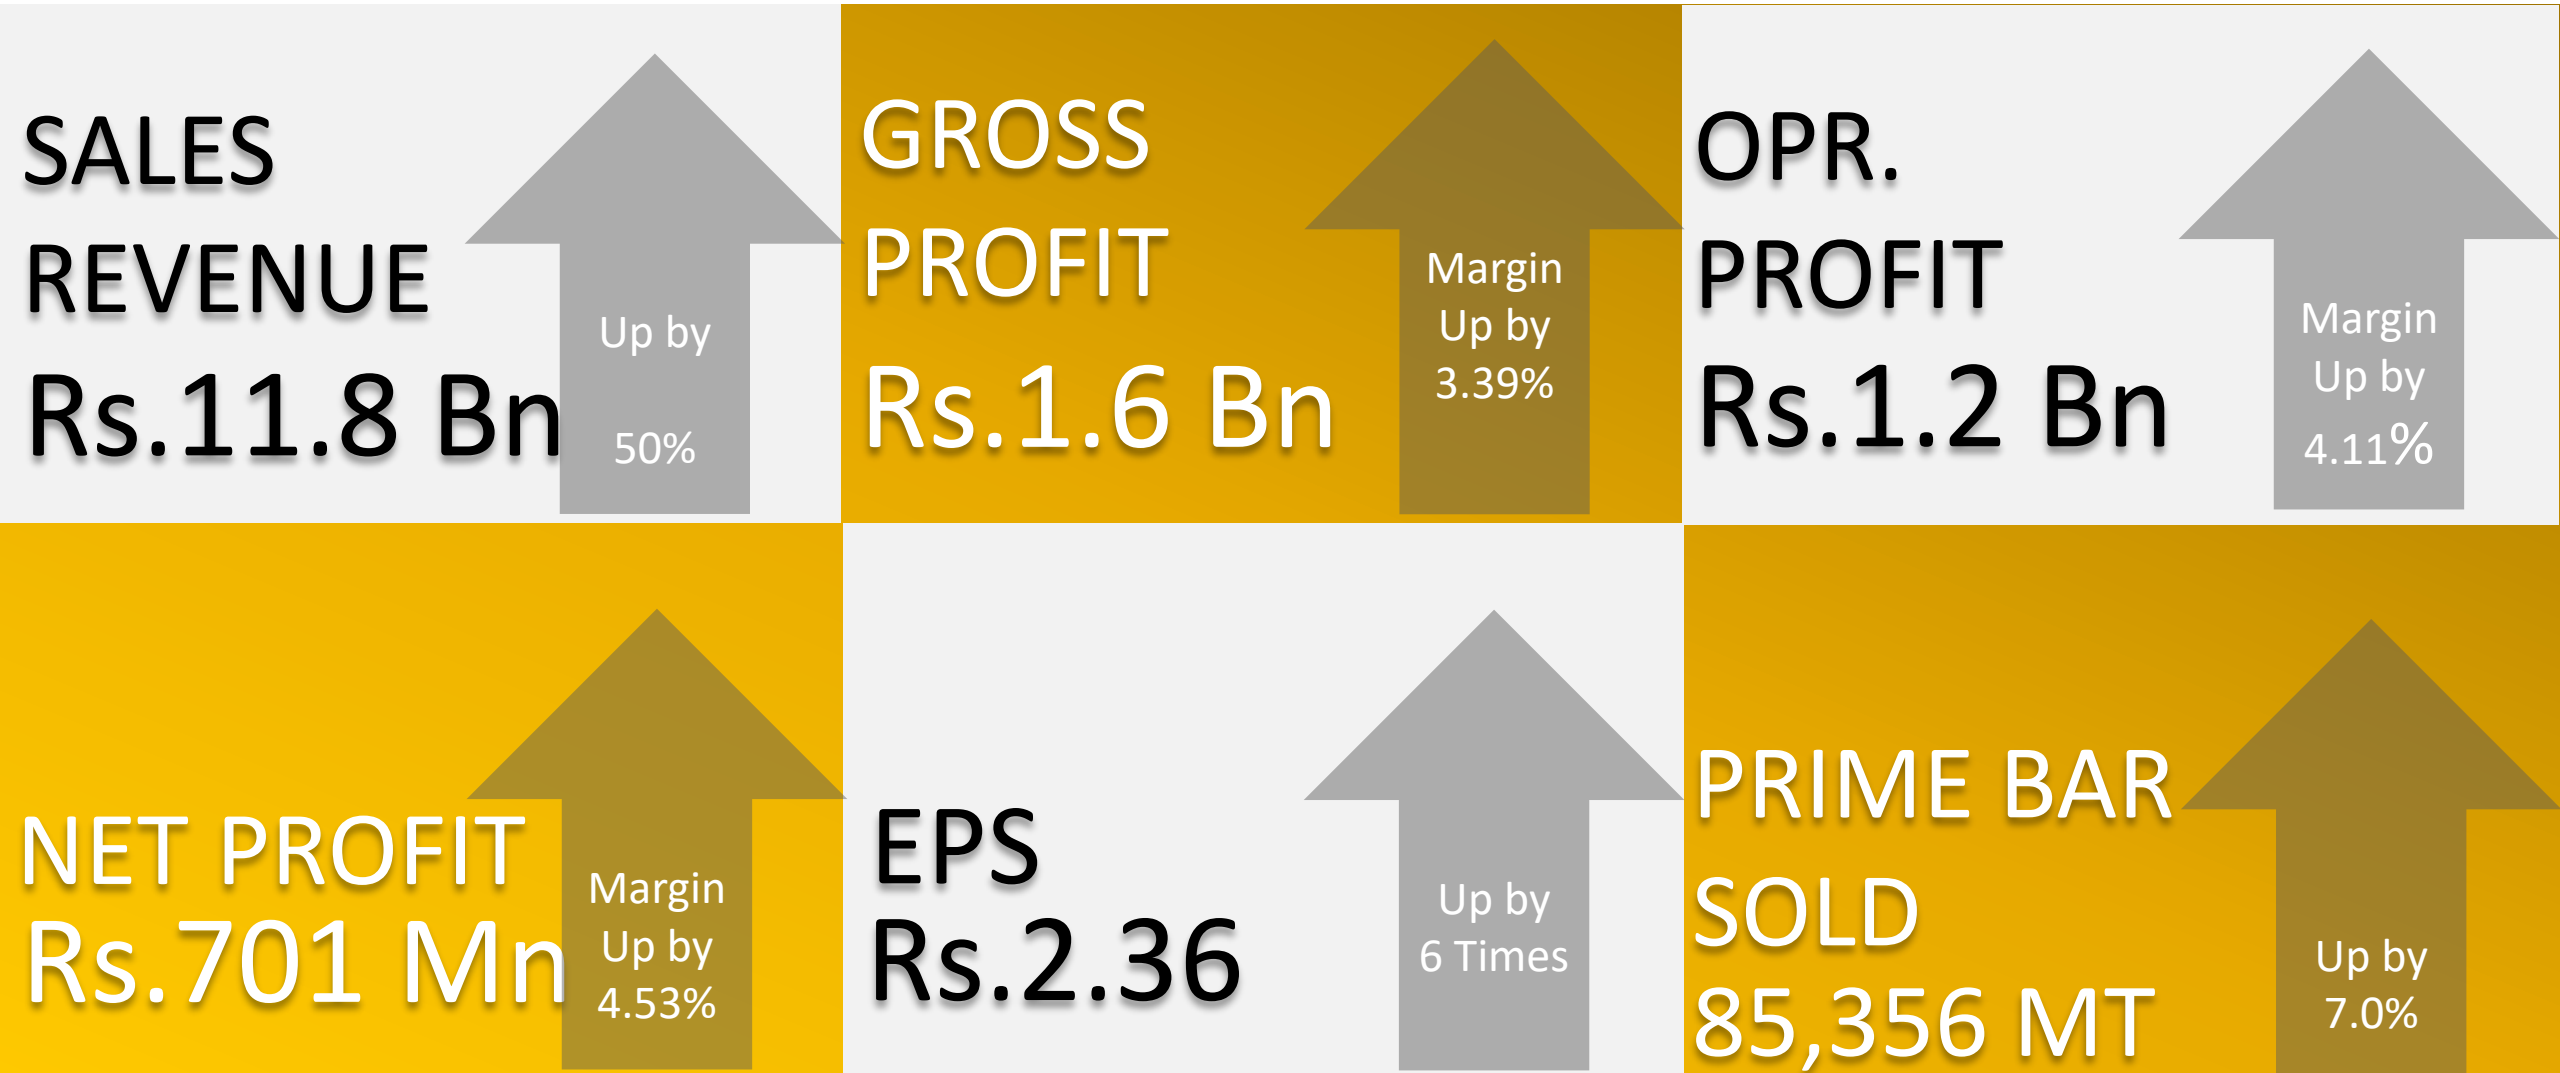 SALES
REVENUE
Rs.11.8 Bn
Up by
50%
GROSS
PROFIT
Rs.1.6 Bn
Margin
Up by
3.39%
OPR.
PROFIT
Rs.1.2 Bn
Margin
Up by
4.11%
NET PROFIT
Rs.701 Mn
Margin
Up by
4.53%
EPS
Rs.2.36
Up by
6 Times
PRIME BAR
SOLD
85,356 MT
Up by
7.0%